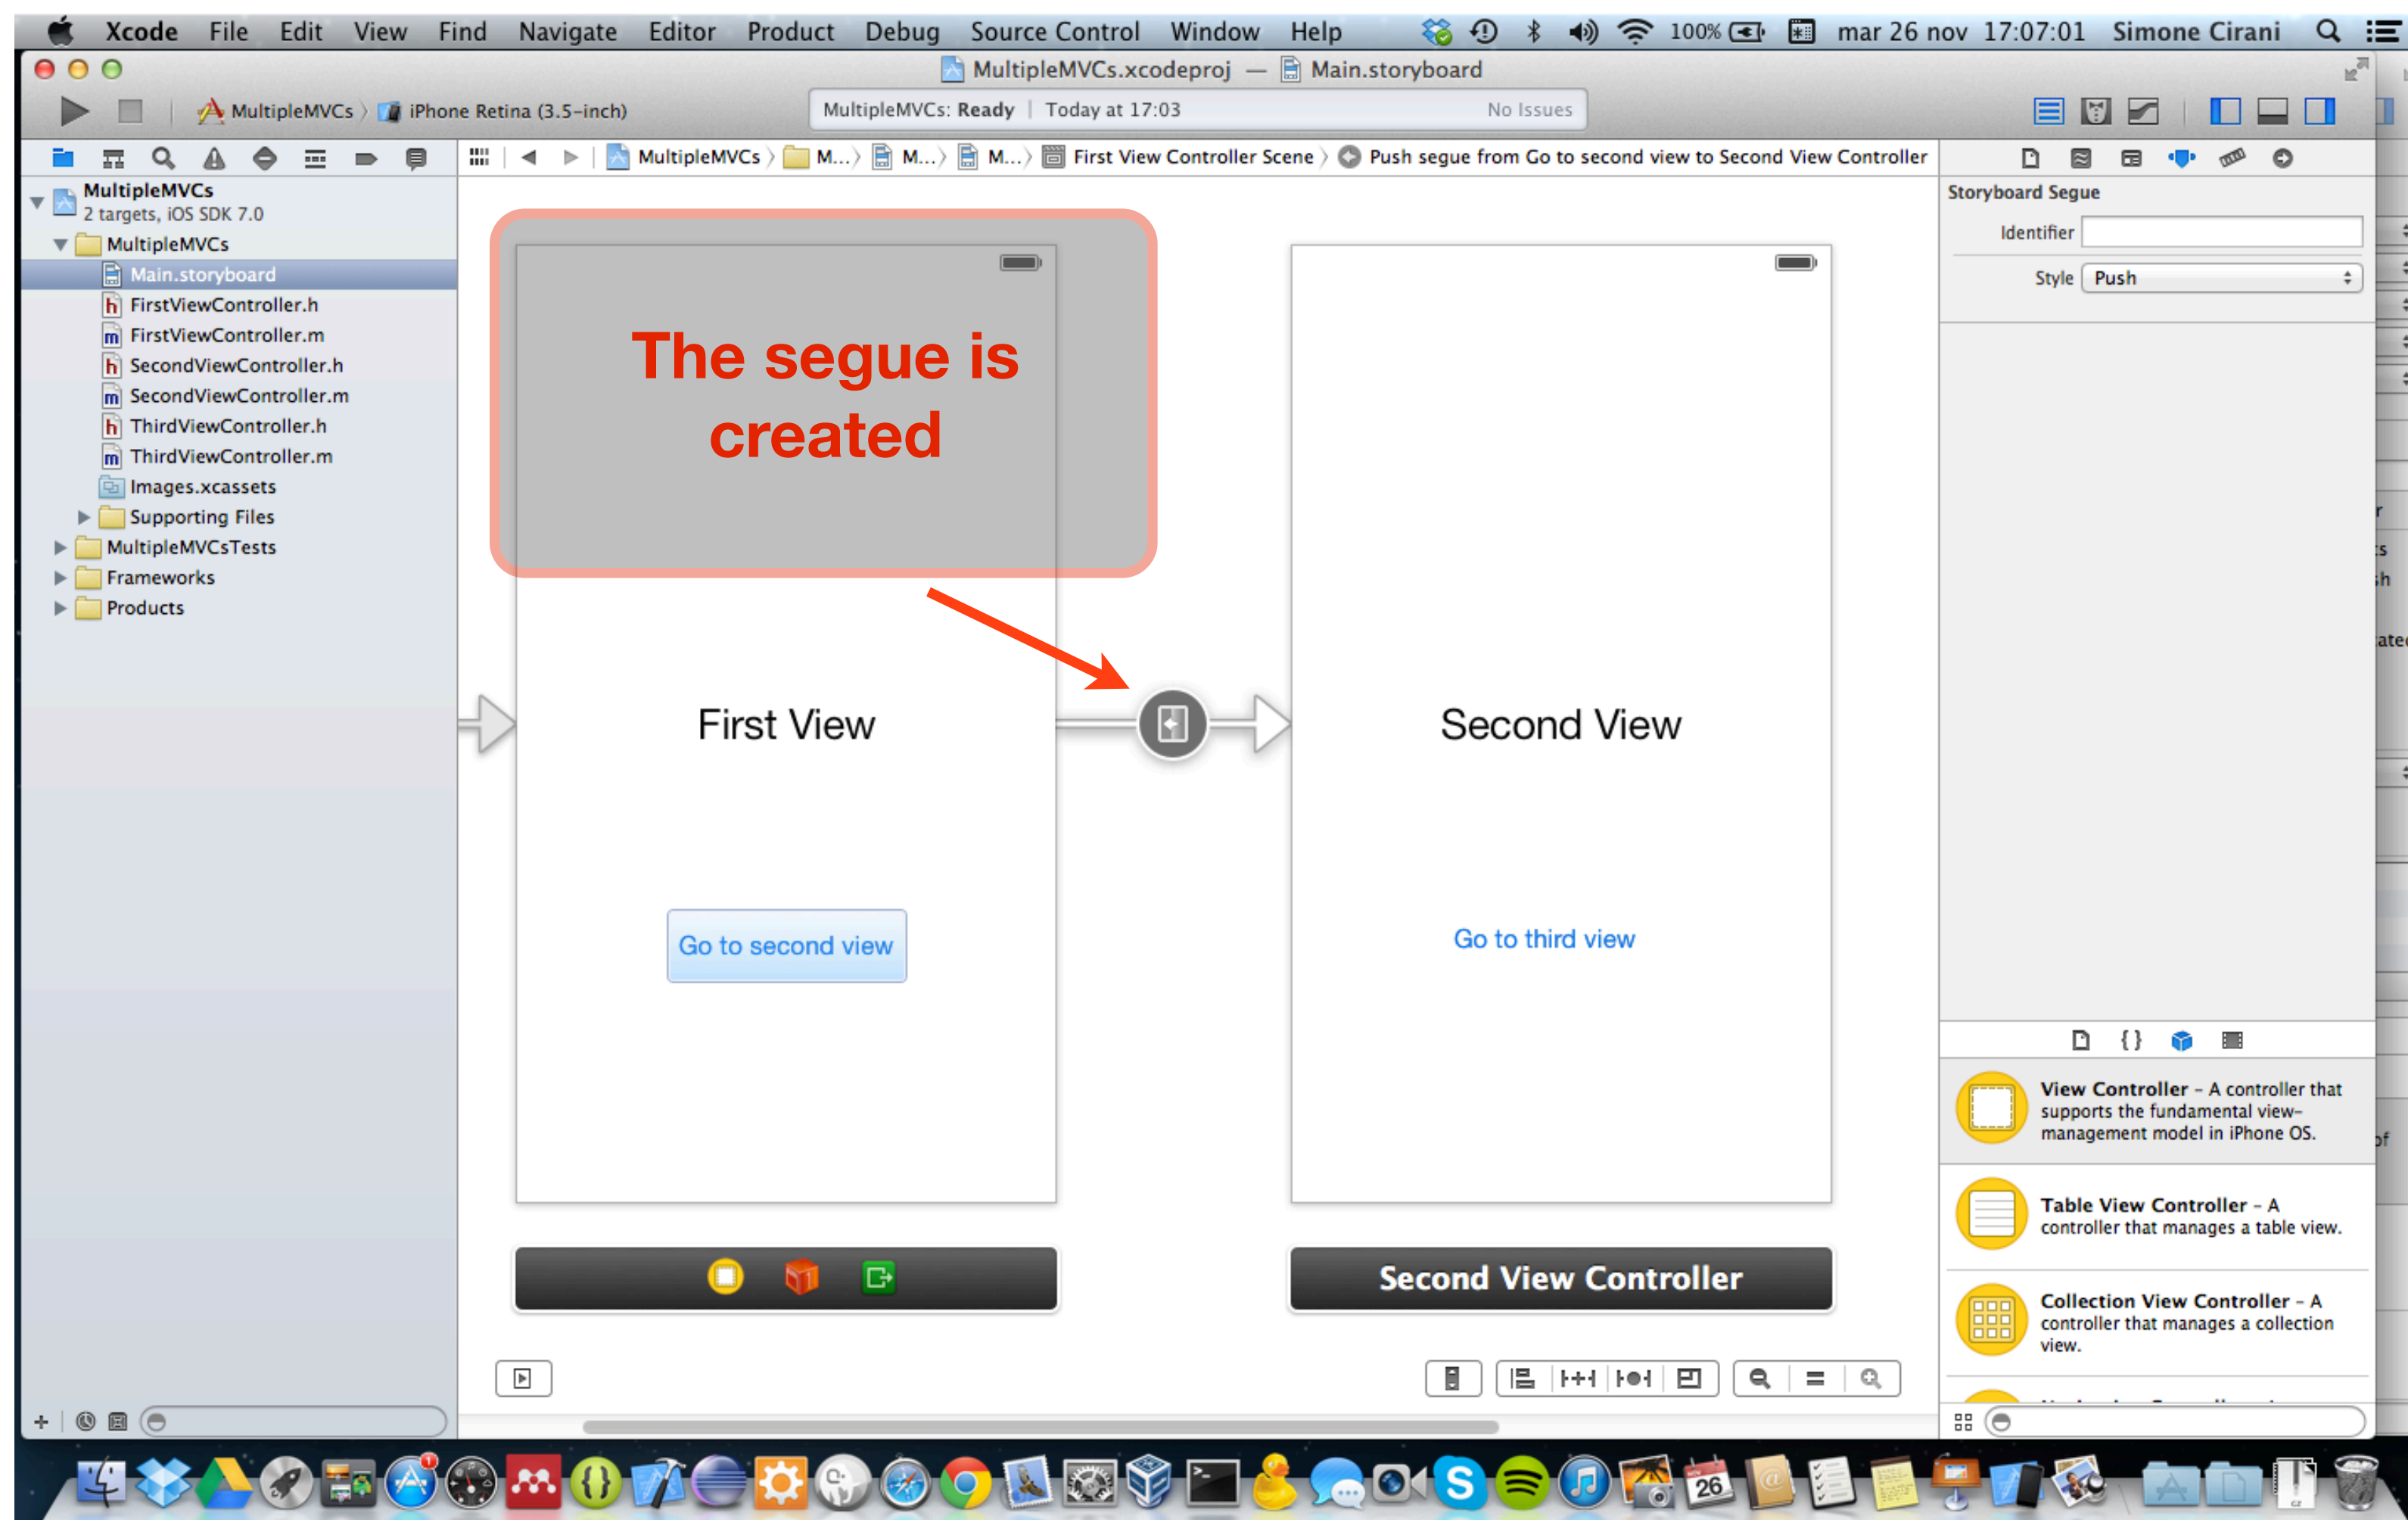 Xcode File Edit View Find Navigate Editor Product Debug Source Control Window Help 100% mar 26 nov 17:07:01 Simone Cirani
MultipleMVCs.xcodeproj — Main.storyboard
MultipleMVCs 〉 iPhone Retina (3.5-inch)
MultipleMVCs: Ready | Today at 17:03
No Issues
MultipleMVCs 〉 M...〉 M...〉 M...〉 First View Controller Scene 〉 Push segue from Go to second view to Second View Controller
MultipleMVCs
2 targets, iOS SDK 7.0
MultipleMVCs
Main.storyboard
FirstViewController.h
FirstViewController.m
SecondViewController.h
SecondViewController.m
ThirdViewController.h
ThirdViewController.m
Images.xcassets
Supporting Files
MultipleMVCsTests
Frameworks
Products
The segue is
created
First View
Go to second view
Second View
Go to third view
Second View Controller
Storyboard Segue
Identifier
Style Push
View Controller – A controller that
supports the fundamental view-
management model in iPhone OS.
Table View Controller – A
controller that manages a table view.
Collection View Controller – A
controller that manages a collection
view.